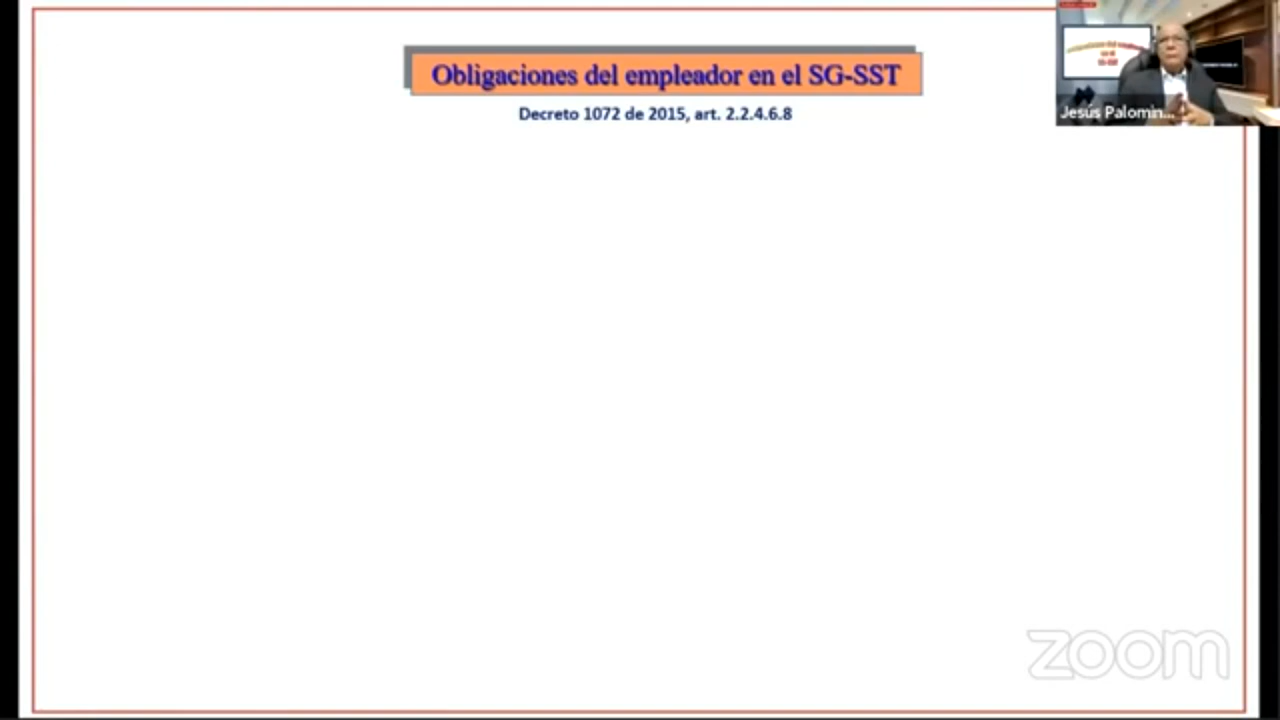 Obligaciones del empleador en el SG-SST
Decreto 1072 de 2015, art. 2.2.4.6.8
Jesús Palomin...
zoom